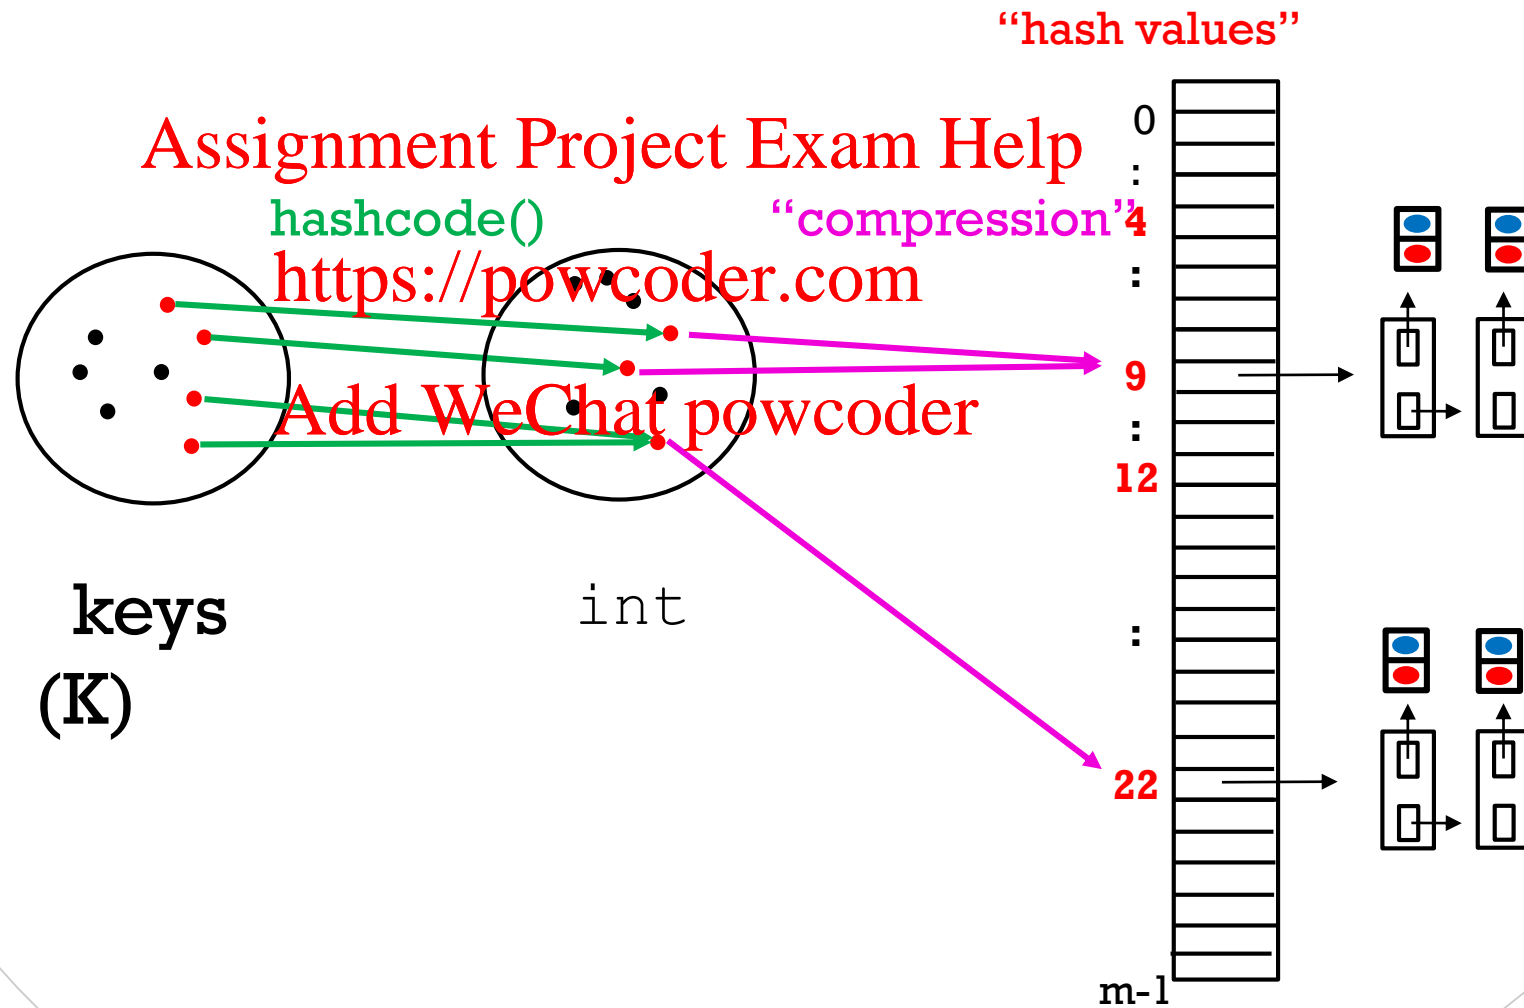 “hash values”
0
Assignment Project Exam Help
:
hashcode()
“compression”
4
https://powcoder.com
:
9
Add WeChat powcoder
:
12
keys
int
:
(K)
22
m-1